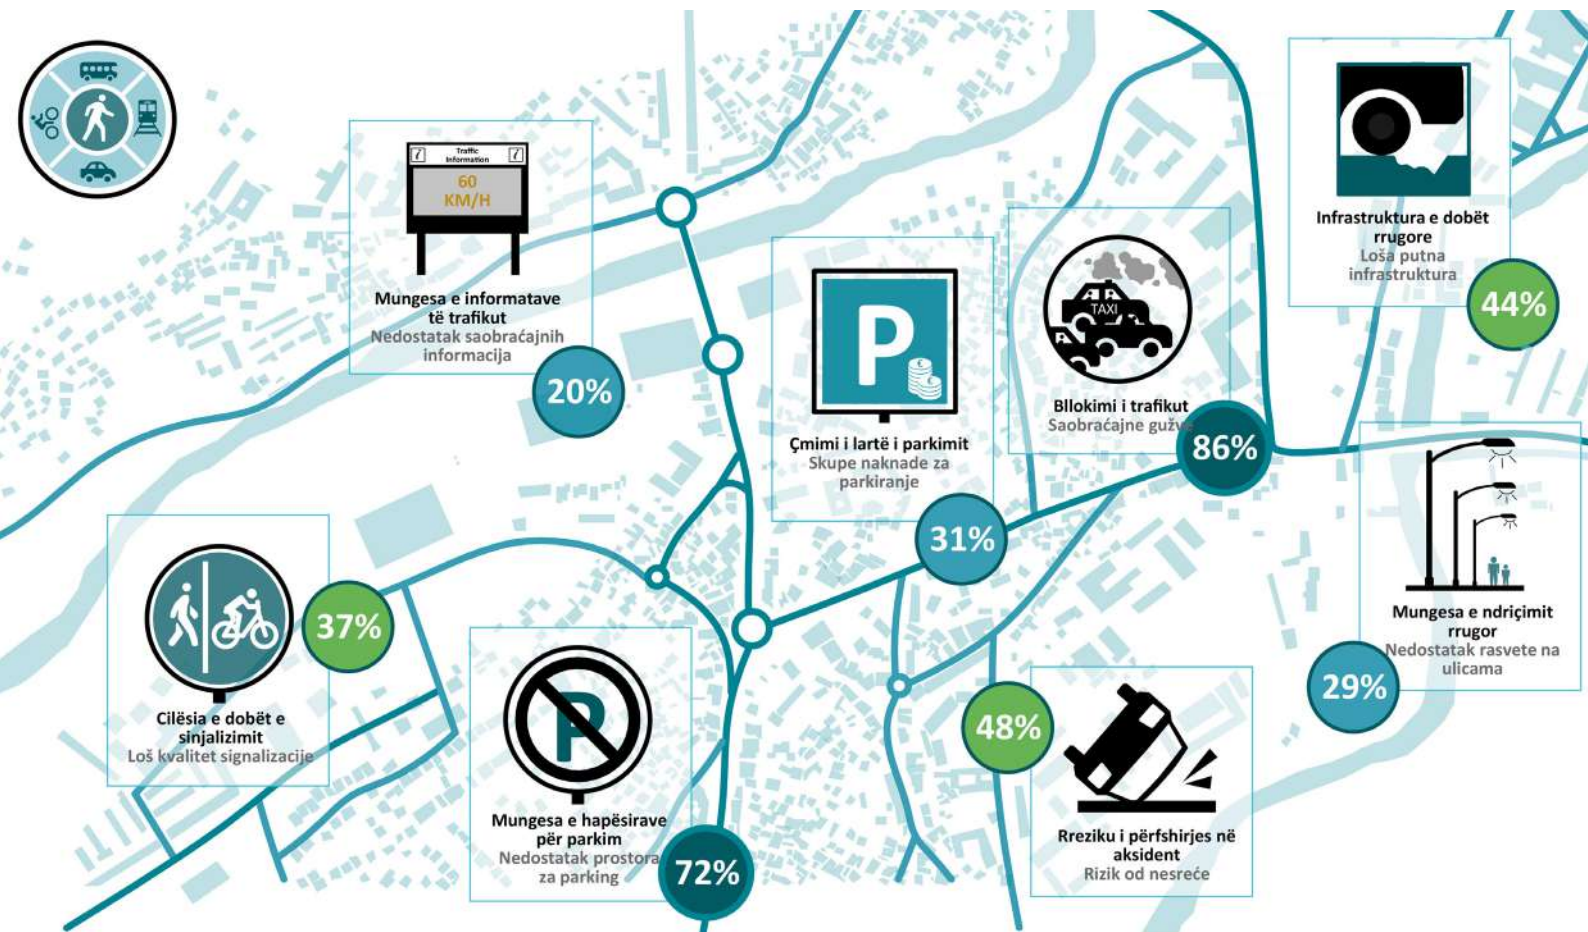 Traffic
Information
60
KM/H
Mungesa e informatave
të trafikut
Nedostatak saobraćajnih
informacija
20%
P
Çmimi i lartë i parkimit
Skupe naknade za
parkiranje
31%
TAXI
Bllokimi i trafikut
Saobraćajne gužve
86%
Infrastruktura e dobët
rrugore
Loša putna
infrastruktura
44%
Cilësia e dobët e
sinjalizimit
Loš kvalitet signalizacije
37%
P
Mungesa e hapësirave
për parkim
Nedostatak prostora
za parking
72%
48%
Rreziku i përfshirjes në
aksident
Rizik od nesreće
Mungesa e ndriçimit
rrugor
Nedostatak rasvete na
ulicama
29%